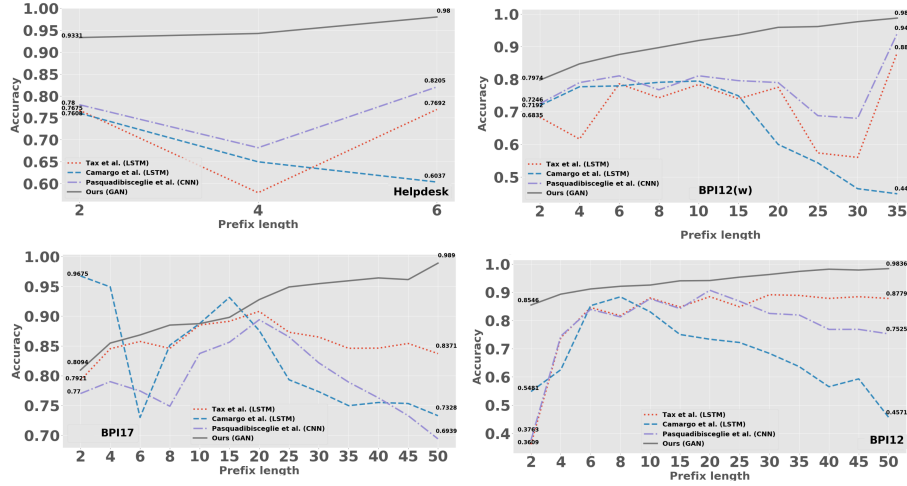 1.00
0.95
0.90
0.85
0.80
0.75
0.70
0.65
0.60
Accuracy
0.9331
0.78
0.7675
0.7608
0.98
0.8205
0.7692
0.6037
Tax et al. (LSTM)
Camargo et al. (LSTM)
Pasquadibisceglie et al. (CNN)
Ours (GAN)
Helpdesk
2 4 6
Prefix length
1.0
0.9
0.8
0.7
0.6
0.5
Accuracy
0.7974
0.7246
0.7192
0.6835
0.98
0.94
0.88
0.44
Tax et al. (LSTM)
Camargo et al. (LSTM)
Pasquadibisceglie et al. (CNN)
Ours (GAN)
BPI12(w)
2 4 6 8 10 15 20 25 30 35
Prefix length
1.00
0.95
0.90
0.85
0.80
0.75
0.70
Accuracy
0.9675
0.8094
0.7921
0.77
0.989
0.8371
0.7328
0.6939
BPI17
Tax et al. (LSTM)
Camargo et al. (LSTM)
Pasquadibisceglie et al. (CNN)
Ours (GAN)
2 4 6 8 10 15 20 25 30 35 40 45 50
Prefix length
1.0
0.9
0.8
0.7
0.6
0.5
0.4
Accuracy
0.8546
0.5481
0.3763
0.3609
0.9836
0.8779
0.7525
0.4571
Tax et al. (LSTM)
Camargo et al. (LSTM)
Pasquadibisceglie et al. (CNN)
Ours (GAN)
BPI12
2 4 6 8 10 15 20 25 30 35 40 45 50
Prefix length